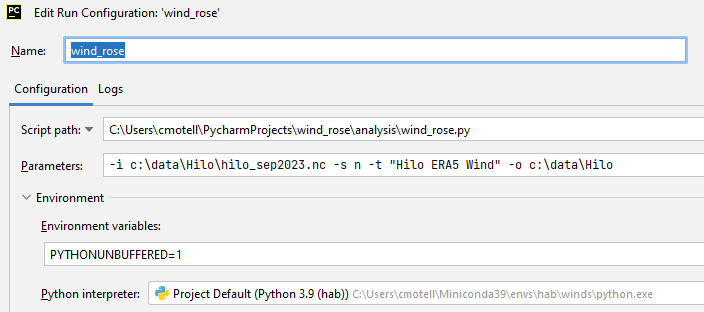 PC Edit Run Configuration: 'wind_rose'
Name: wind_rose
Configuration Logs
Script path: C:\Users\cmotell\PycharmProjects\wind_rose\analysis\wind_rose.py
Parameters: -i c:\data\Hilo\hilo_sep2023.nc -s n -t "Hilo ERA5 Wind" -o c:\data\Hilo
Environment
Environment variables:
PYTHONUNBUFFERED=1
Python interpreter: Project Default (Python 3.9 (hab)) C:\Users\cmotell\Miniconda39\envs\hab\winds\python.exe